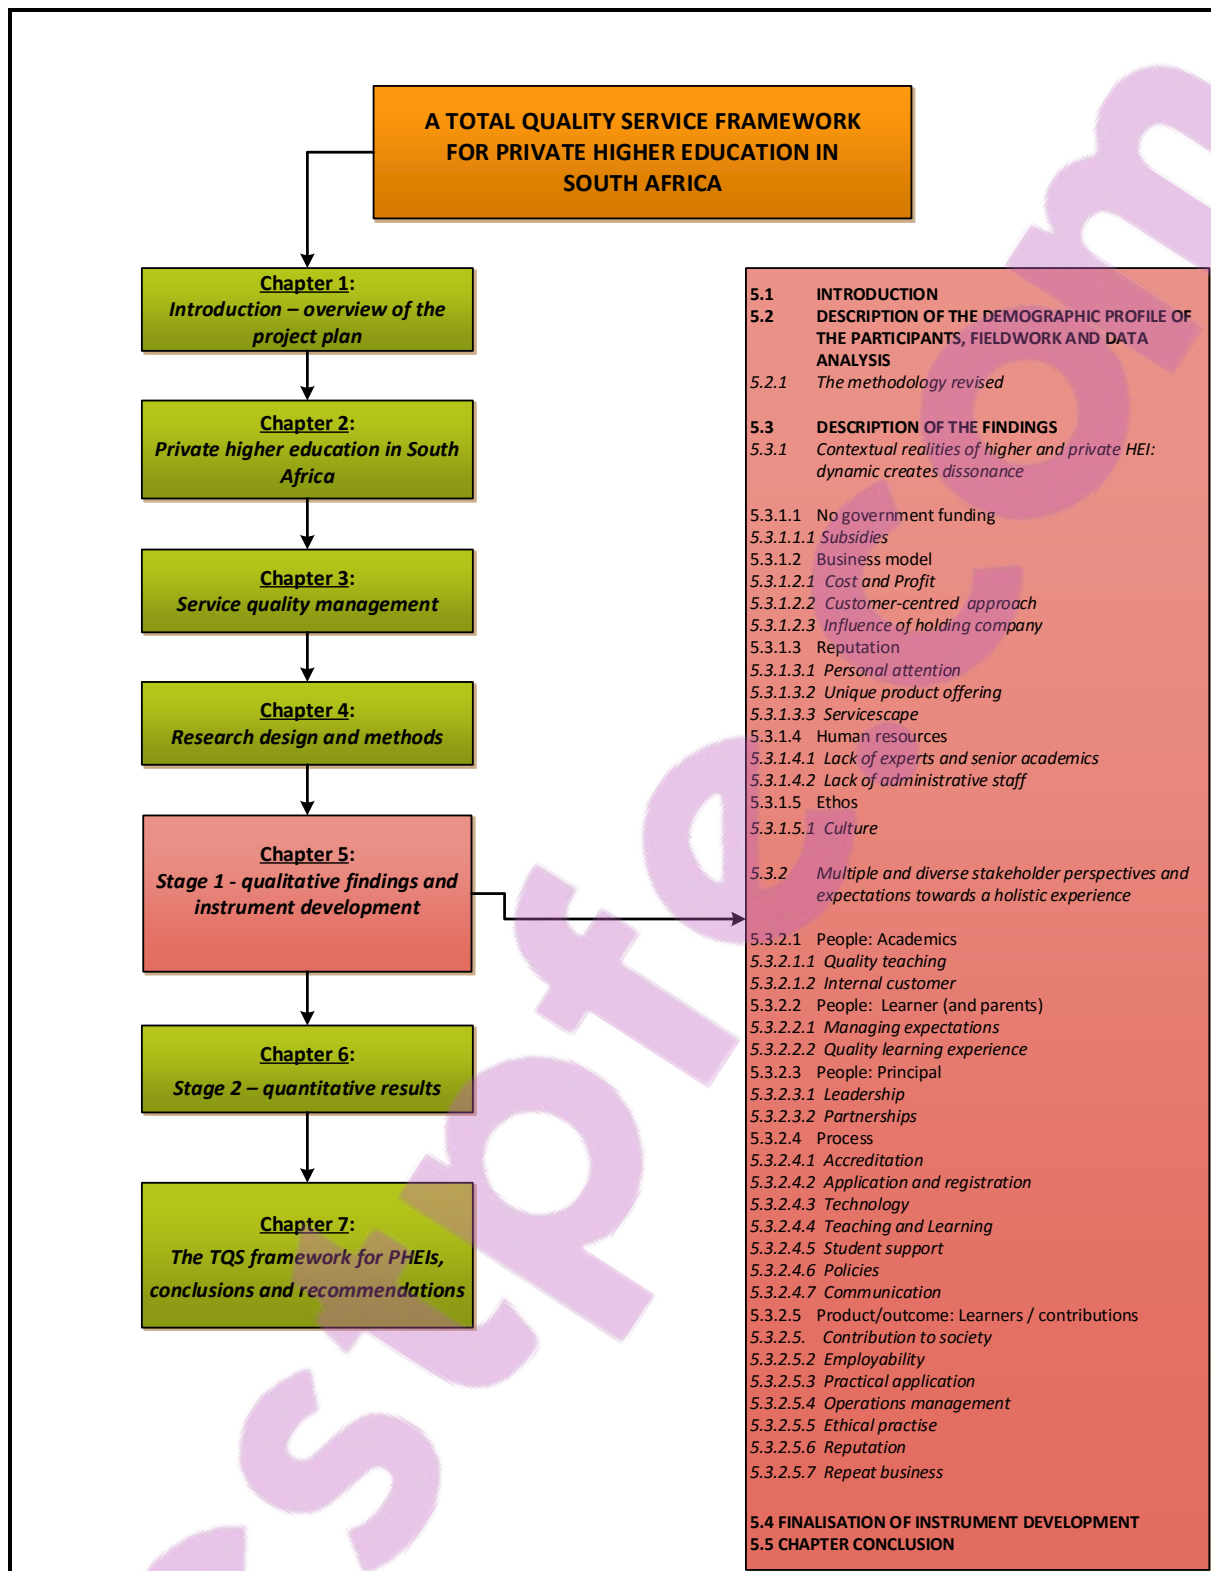 A TOTAL QUALITY SERVICE FRAMEWORK
FOR PRIVATE HIGHER EDUCATION IN
SOUTH AFRICA
Chapter 1:
Introduction – overview of the
project plan
Chapter 2:
Private higher education in South
Africa
Chapter 3:
Service quality management
Chapter 4:
Research design and methods
Chapter 5:
Stage 1 - qualitative findings and
instrument development
Chapter 6:
Stage 2 – quantitative results
Chapter 7:
The TQS framework for PHEIs,
conclusions and recommendations
5.1 INTRODUCTION
5.2 DESCRIPTION OF THE DEMOGRAPHIC PROFILE OF
THE PARTICIPANTS, FIELDWORK AND DATA
ANALYSIS
5.2.1 The methodology revised
5.3 DESCRIPTION OF THE FINDINGS
5.3.1 Contextual realities of higher and private HEI:
dynamic creates dissonance
5.3.1.1 No government funding
5.3.1.1.1 Subsidies
5.3.1.2 Business model
5.3.1.2.1 Cost and Profit
5.3.1.2.2 Customer-centred approach
5.3.1.2.3 Influence of holding company
5.3.1.3 Reputation
5.3.1.3.1 Personal attention
5.3.1.3.2 Unique product offering
5.3.1.3.3 Servicescape
5.3.1.4 Human resources
5.3.1.4.1 Lack of experts and senior academics
5.3.1.4.2 Lack of administrative staff
5.3.1.5 Ethos
5.3.1.5.1 Culture
5.3.2 Multiple and diverse stakeholder perspectives and
expectations towards a holistic experience
5.3.2.1 People: Academics
5.3.2.1.1 Quality teaching
5.3.2.1.2 Internal customer
5.3.2.2 People: Learner (and parents)
5.3.2.2.1 Managing expectations
5.3.2.2.2 Quality learning experience
5.3.2.3 People: Principal
5.3.2.3.1 Leadership
5.3.2.3.2 Partnerships
5.3.2.4 Process
5.3.2.4.1 Accreditation
5.3.2.4.2 Application and registration
5.3.2.4.3 Technology
5.3.2.4.4 Teaching and Learning
5.3.2.4.5 Student support
5.3.2.4.6 Policies
5.3.2.4.7 Communication
5.3.2.5 Product/outcome: Learners / contributions
5.3.2.5. Contribution to society
5.3.2.5.2 Employability
5.3.2.5.3 Practical application
5.3.2.5.4 Operations management
5.3.2.5.5 Ethical practise
5.3.2.5.6 Reputation
5.3.2.5.7 Repeat business
5.4 FINALISATION OF INSTRUMENT DEVELOPMENT
5.5 CHAPTER CONCLUSION
stpfe.com